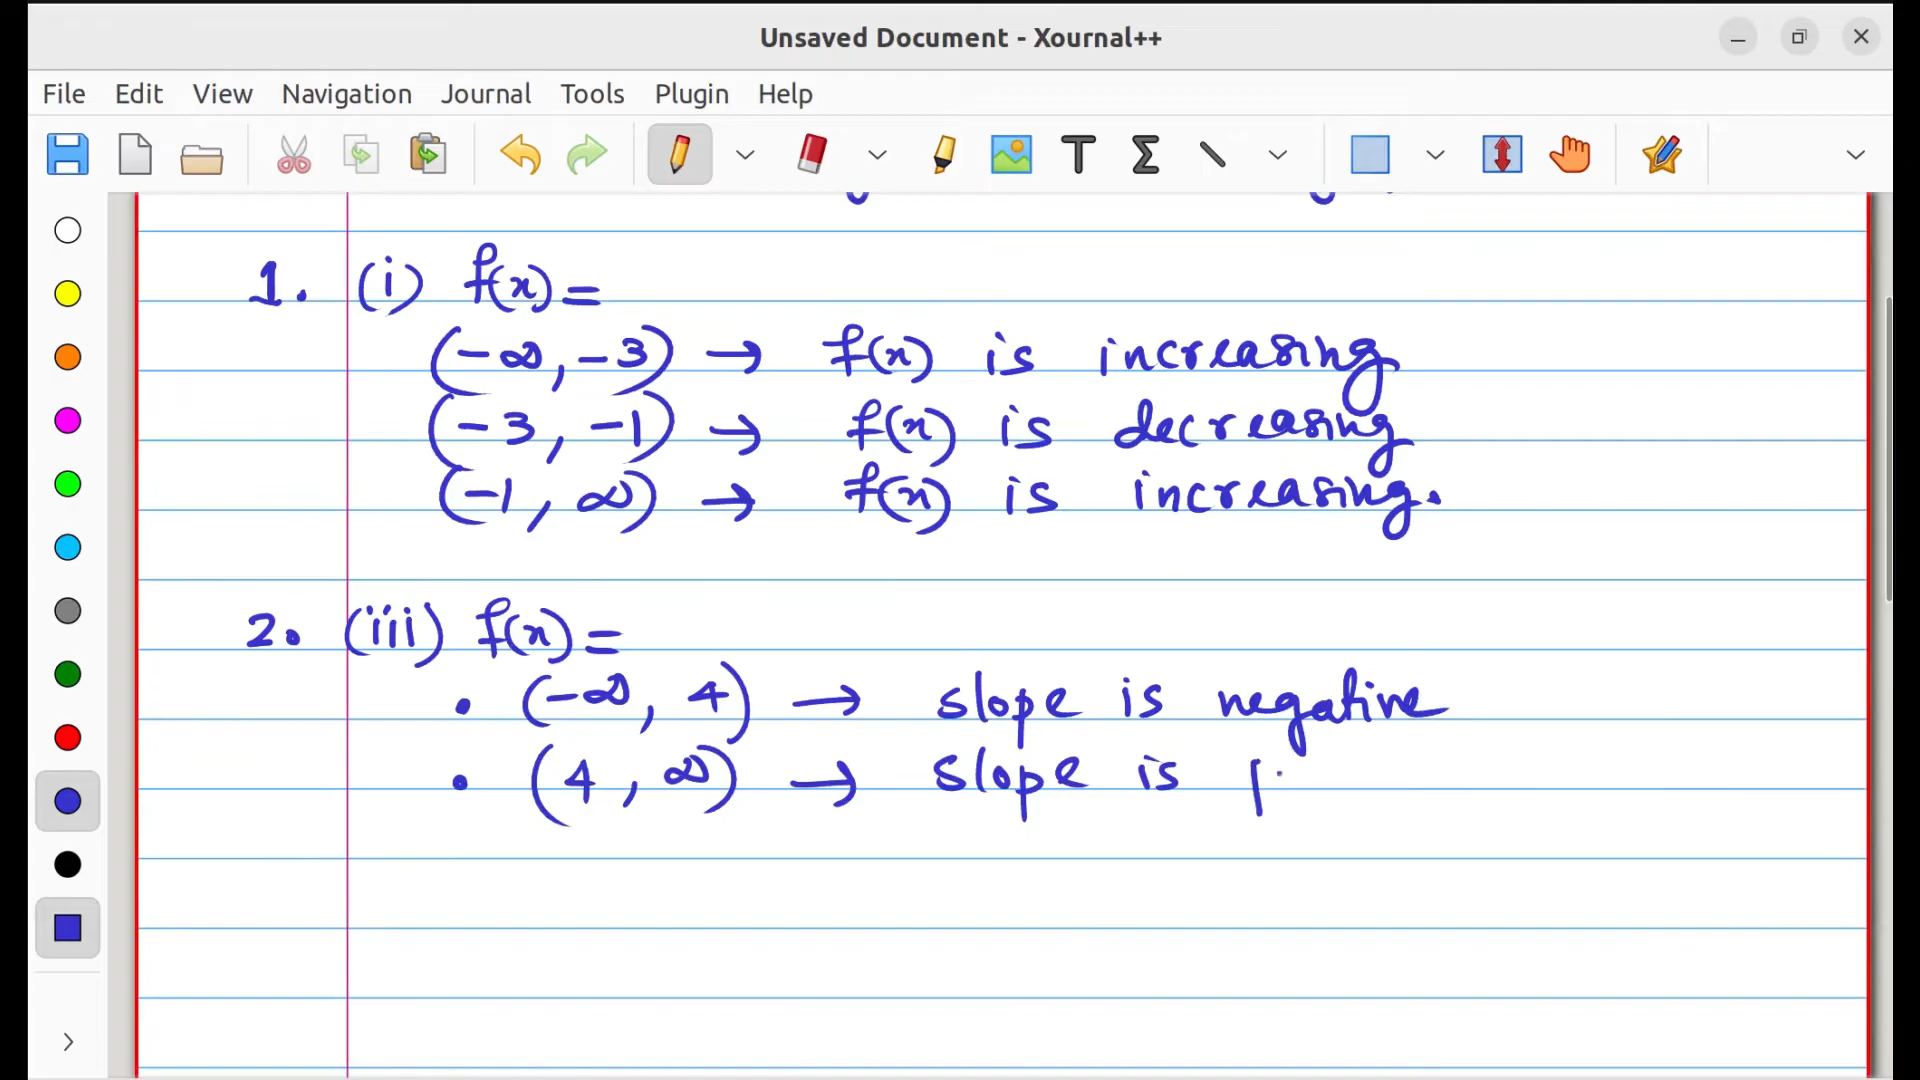 Unsaved Document - Xournal++
File Edit View Navigation Journal Tools Plugin Help
1. (i) f(x)=
(-∞, -3) → f(x) is increasing
(-3, -1) → f(x) is decreasing
(-1, ∞) → f(x) is increasing.
2. (iii) f(x)=
• (-∞, 4) → slope is negative
• (4, ∞) → slope is p